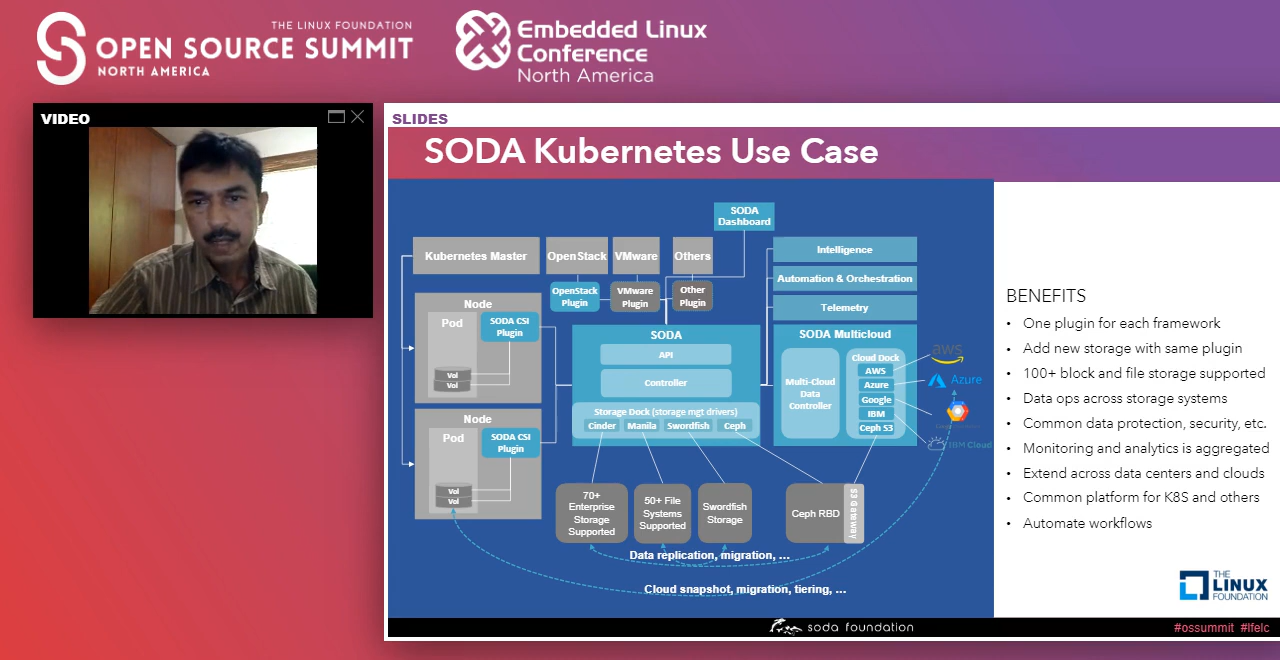 THE LINUX FOUNDATION
OPEN SOURCE SUMMIT
NORTH AMERICA
Embedded Linux
Conference
North America
VIDEO
SLIDES
SODA Kubernetes Use Case
SODA
Dashboard
Kubernetes Master
OpenStack
VMware
Others
Intelligence
OpenStack
Plugin
VMware
Plugin
Other
Plugin
Automation & Orchestration
Telemetry
Node
Pod
SODA CSI
Plugin
Vol
Vol
SODA
API
Controller
Storage Dock (storage mgt drivers)
Cinder
Manila
Swordfish
Ceph
SODA Multicloud
Multi-Cloud
Data
Controller
Cloud Dock
AWS
Azure
Google
IBM
Ceph S3
aws
Azure
IBM Cloud
Node
Pod
SODA CSI
Plugin
Vol
Vol
70+
Enterprise
Storage
Supported
50+ File
Systems
Supported
Swordfish
Storage
Ceph RBD
S3 Gateway
Data replication, migration, ...
Cloud snapshot, migration, tiering, ...
BENEFITS
• One plugin for each framework
• Add new storage with same plugin
• 100+ block and file storage supported
• Data ops across storage systems
• Common data protection, security, etc.
• Monitoring and analytics is aggregated
• Extend across data centers and clouds
• Common platform for K8S and others
• Automate workflows
THE
LINUX
FOUNDATION
soda foundation
#ossummit #lfelc